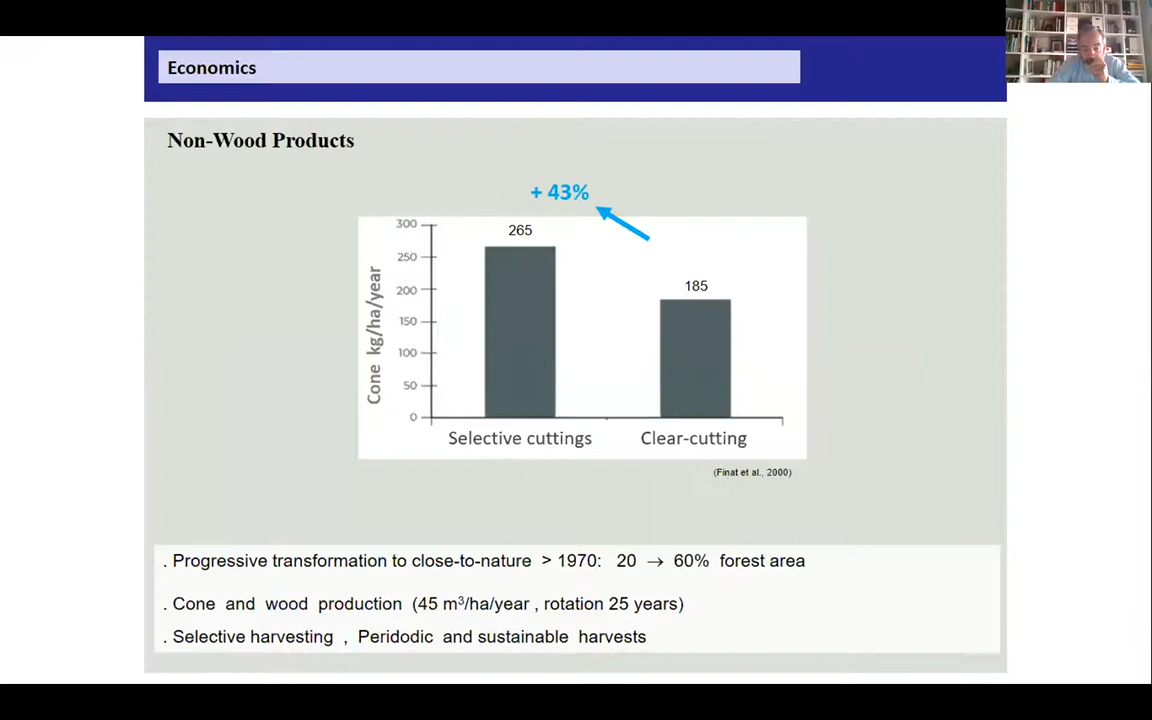 Economics
Non-Wood Products
+ 43%
300
250
200
150
100
50
0
Cone kg/ha/year
265
185
Selective cuttings
Clear-cutting
(Finat et al., 2000)
. Progressive transformation to close-to-nature > 1970: 20 → 60% forest area
. Cone and wood production (45 m³/ha/year , rotation 25 years)
. Selective harvesting , Peridodic and sustainable harvests